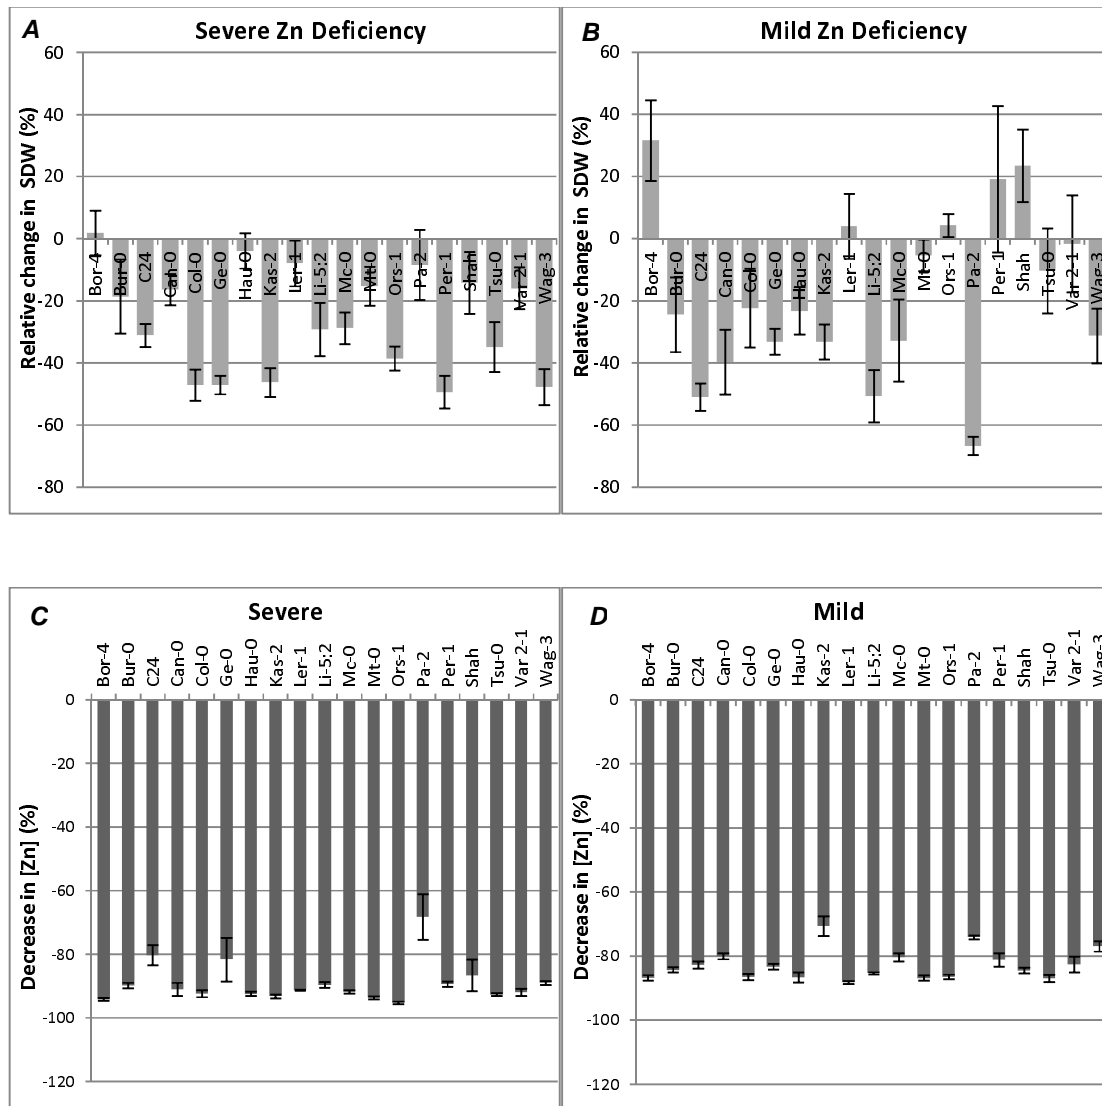 A
Severe Zn Deficiency
Relative change in SDW (%)
60
40
20
0
-20
-40
-60
-80
Bor-4
Bur-0
C24
Can-0
Col-0
Ge-0
Hau-0
Kas-2
Ler-1
Li-5:2
Mc-0
Mt-0
Ors-1
Pa-2
Per-1
Shah
Tsu-0
Var 2-1
Wag-3
B
Mild Zn Deficiency
Relative change in SDW (%)
60
40
20
0
-20
-40
-60
-80
Bor-4
Bur-0
C24
Can-0
Col-0
Ge-0
Hau-0
Kas-2
Ler-1
Li-5:2
Mc-0
Mt-0
Ors-1
Pa-2
Per-1
Shah
Tsu-0
Var 2-1
Wag-3
C
Severe
Decrease in [Zn] (%)
Bor-4
Bur-0
C24
Can-0
Col-0
Ge-0
Hau-0
Kas-2
Ler-1
Li-5:2
Mc-0
Mt-0
Ors-1
Pa-2
Per-1
Shah
Tsu-0
Var 2-1
Wag-3
0
-20
-40
-60
-80
-100
-120
D
Mild
Decrease in [Zn] (%)
Bor-4
Bur-0
C24
Can-0
Col-0
Ge-0
Hau-0
Kas-2
Ler-1
Li-5:2
Mc-0
Mt-0
Ors-1
Pa-2
Per-1
Shah
Tsu-0
Var 2-1
Wag-3
0
-20
-40
-60
-80
-100
-120